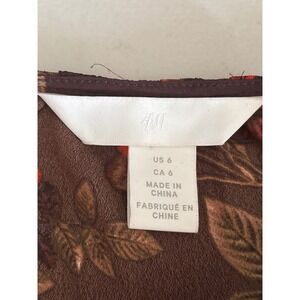 H&M
US 6
CA 6
MADE IN
CHINA
FABRIQUÉ EN
CHINE